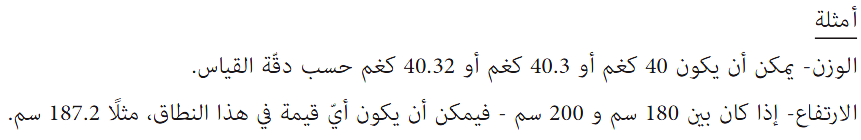 أمثلة
الوزن- يمكن أن يكون 40 كغم أو 40.3 كغم أو 40.32 كغم حسب دقّة القياس.
الارتفاع- إذا كان بين 180 سم و 200 سم - فيمكن أن يكون أيّ قيمة في هذا النطاق، مثلًا 187.2 سم.